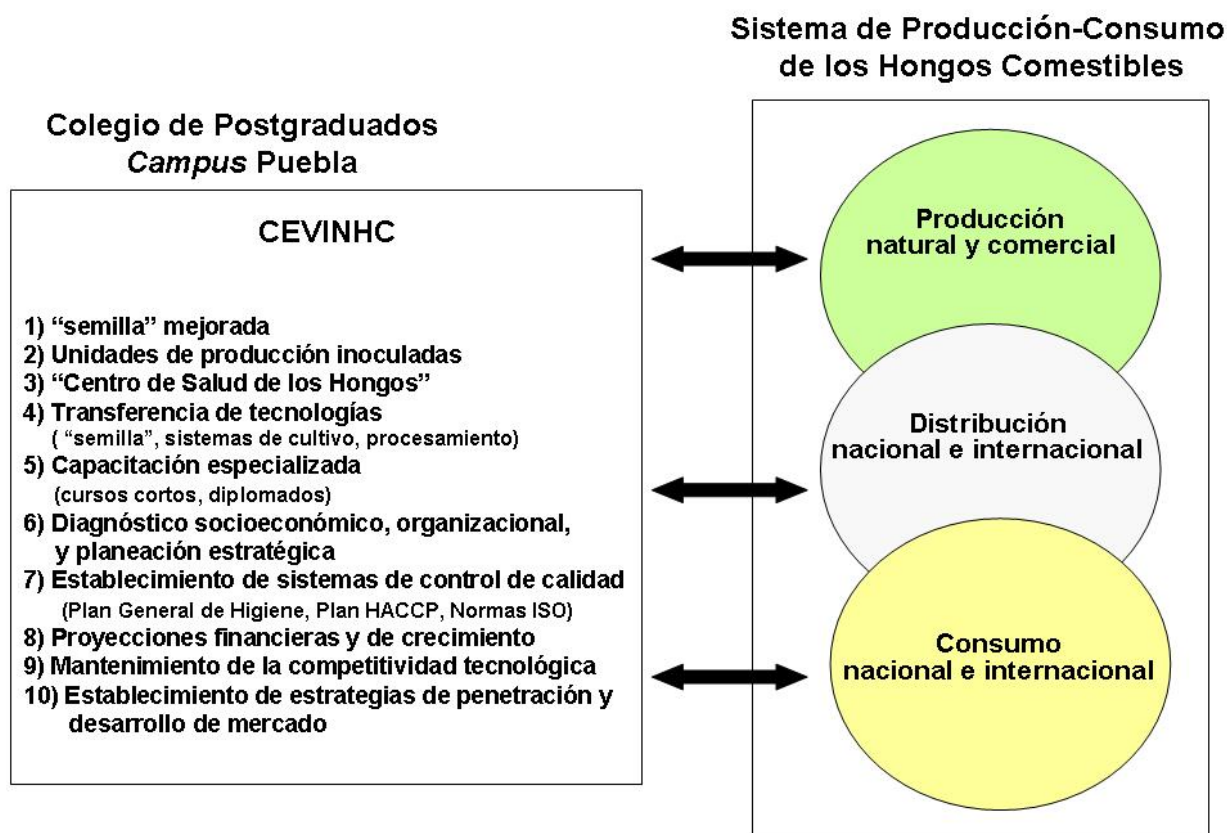 Sistema de Producción-Consumo
de los Hongos Comestibles
Colegio de Postgraduados
Campus Puebla
CEVINHC
1) “semilla” mejorada
2) Unidades de producción inoculadas
3) “Centro de Salud de los Hongos”
4) Transferencia de tecnologías
( “semilla”, sistemas de cultivo, procesamiento)
5) Capacitación especializada
(cursos cortos, diplomados)
6) Diagnóstico socioeconómico, organizacional,
y planeación estratégica
7) Establecimiento de sistemas de control de calidad
(Plan General de Higiene, Plan HACCP, Normas ISO)
8) Proyecciones financieras y de crecimiento
9) Mantenimiento de la competitividad tecnológica
10) Establecimiento de estrategias de penetración y
desarrollo de mercado
Producción
natural y comercial
Distribución
nacional e internacional
Consumo
nacional e internacional